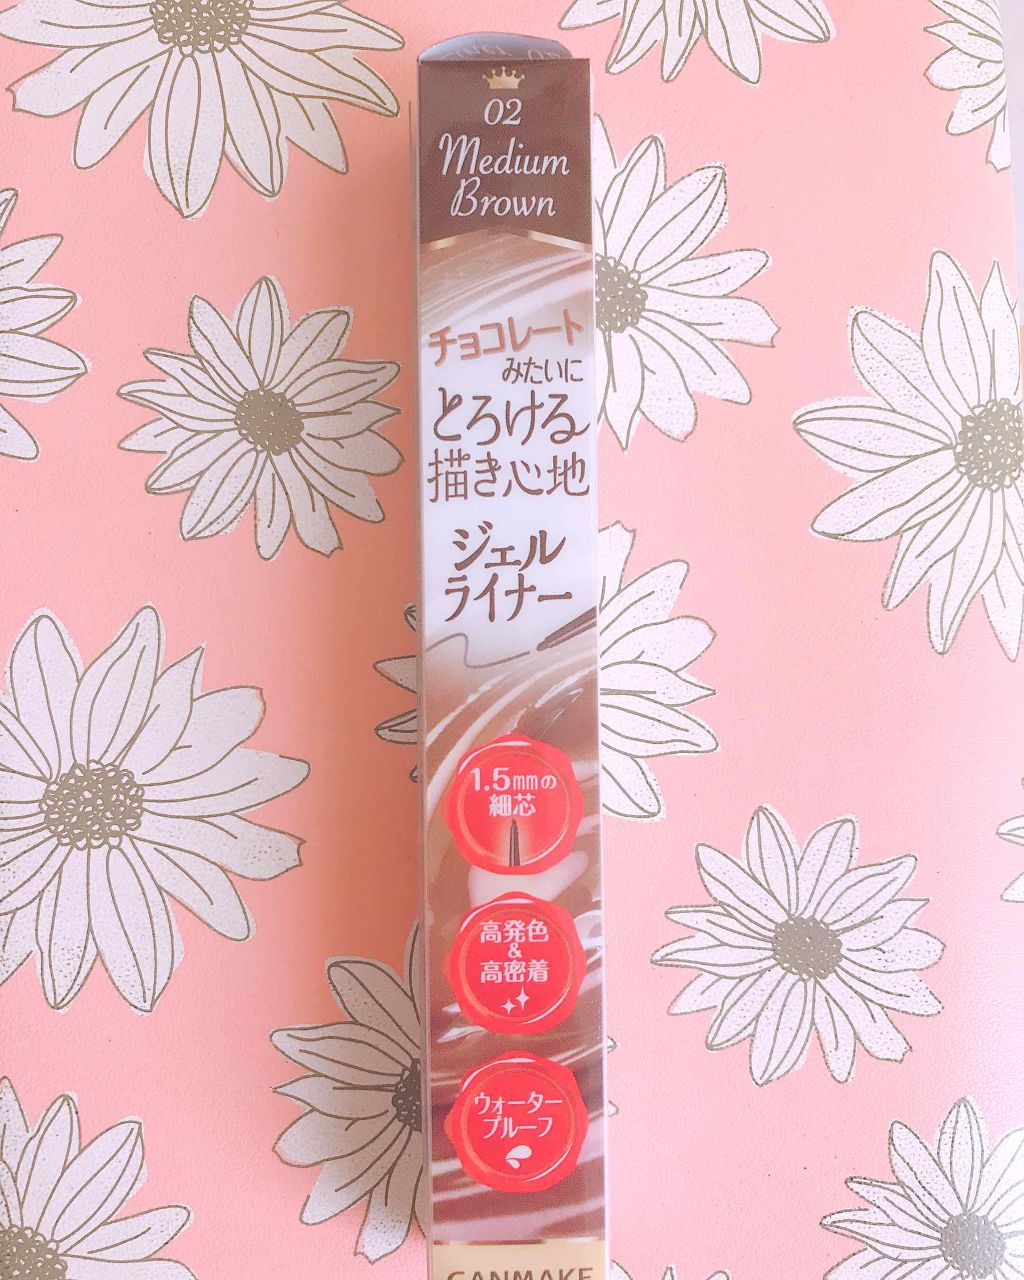 02
Medium
Brown
チョコレート
みたいに
とろける
描き心地
ジェル
ライナー
1.5mmの
細芯
高発色
&
高密着
ウォーター
プルーフ
CANMAKE